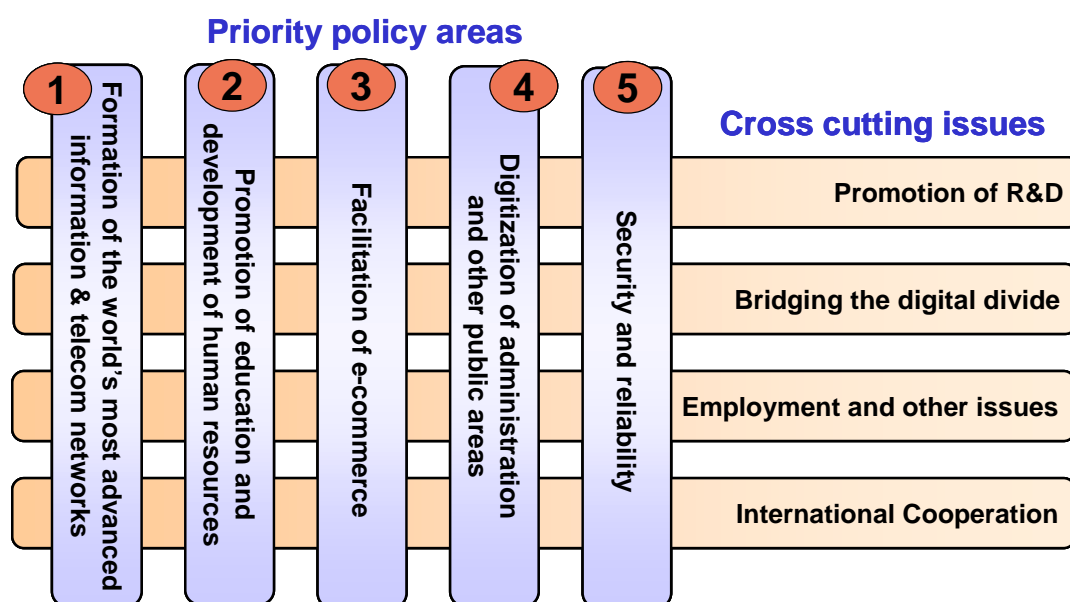 Priority policy areas
1
Formation of the world's most advanced
information & telecom networks
2
Promotion of education and
development of human resources
3
Facilitation of e-commerce
4
Digitization of administration
and other public areas
5
Security and reliability
Cross cutting issues
Promotion of R&D
Bridging the digital divide
Employment and other issues
International Cooperation